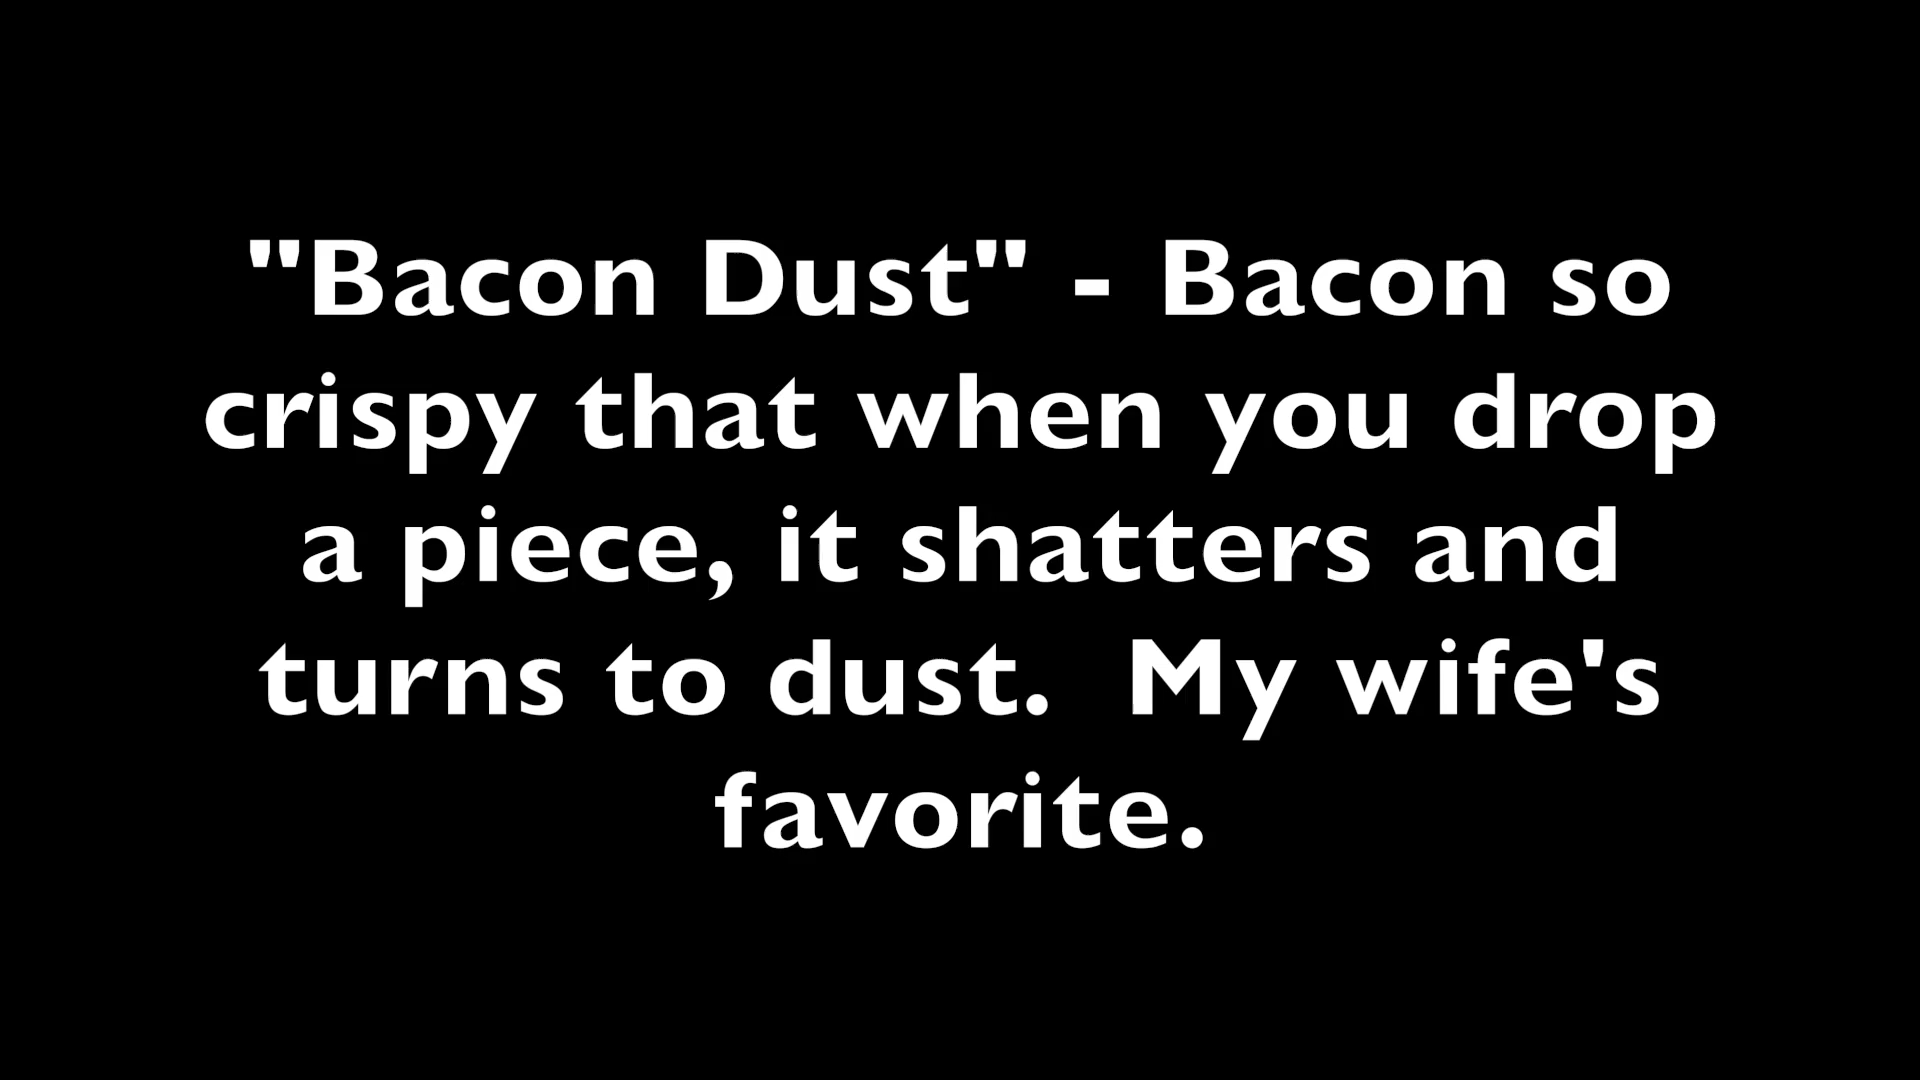 "Bacon Dust" - Bacon so
crispy that when you drop
a piece, it shatters and
turns to dust.  My wife's
favorite.